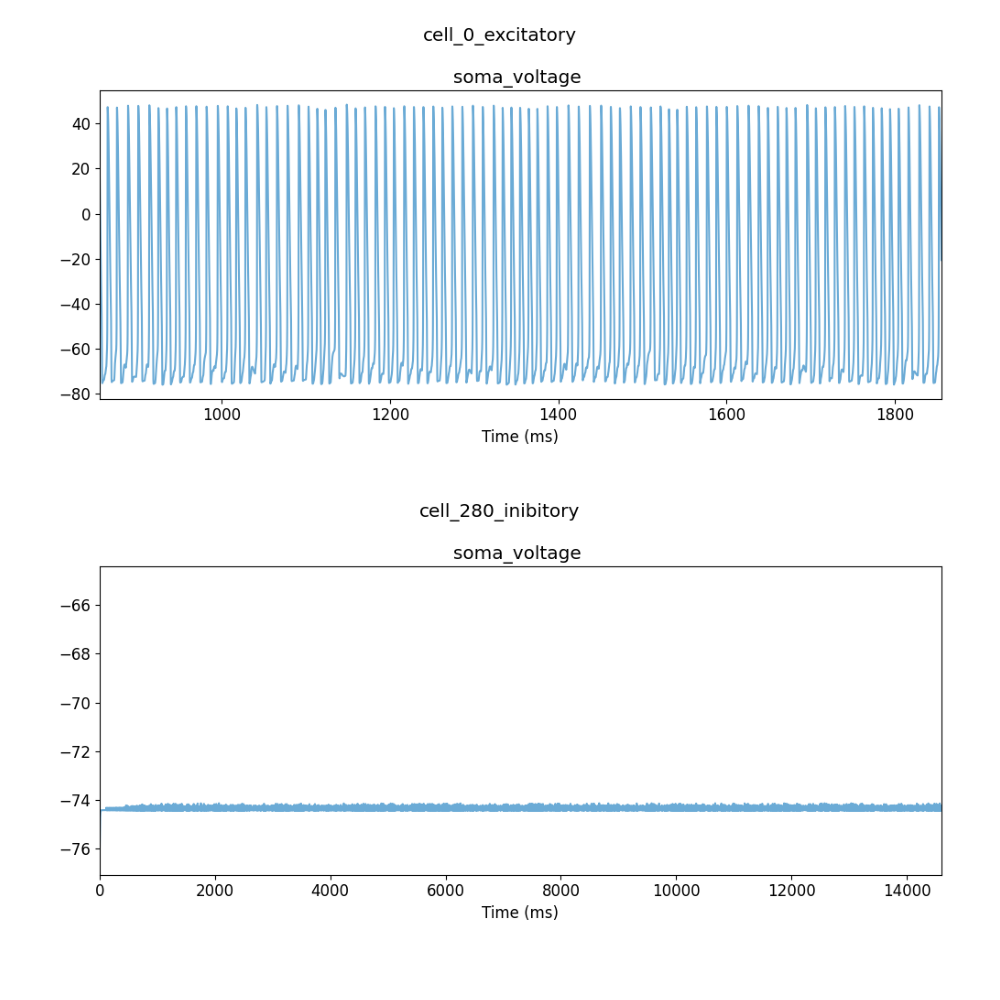 cell_0_excitatory
soma_voltage
40
20
0
−20
−40
−60
−80
1000 1200 1400 1600 1800
Time (ms)
cell_280_inibitory
soma_voltage
−66
−68
−70
−72
−74
−76
0 2000 4000 6000 8000 10000 12000 14000
Time (ms)